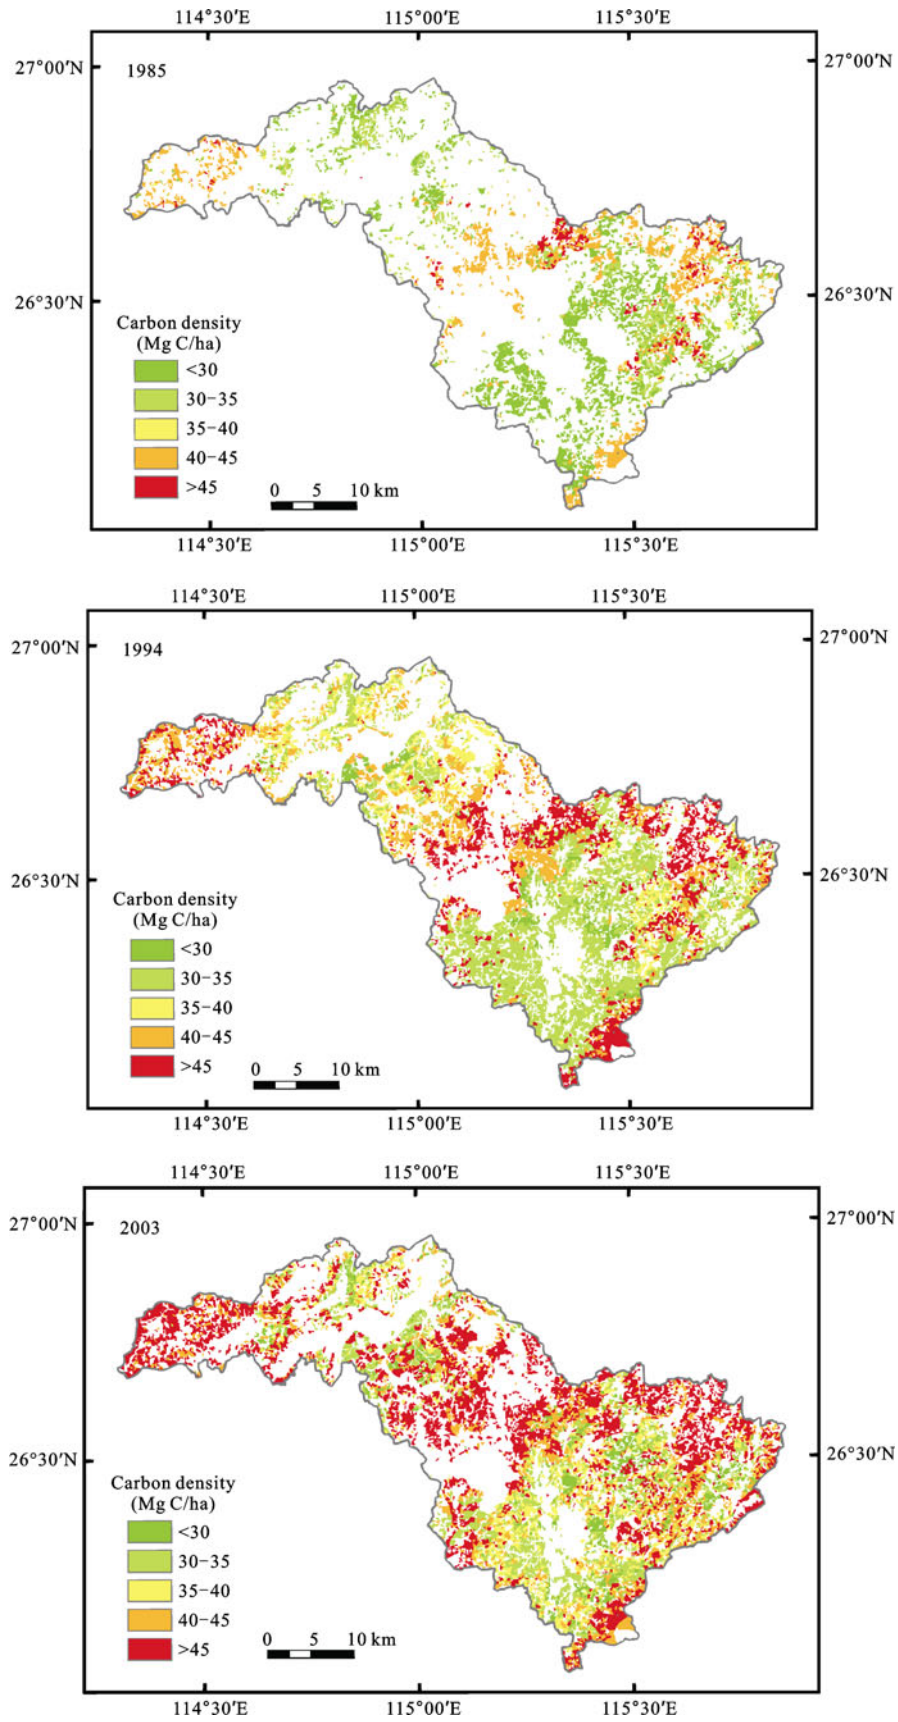 114°30′E 115°00′E 115°30′E
27°00′N 27°00′N
1985
26°30′N 26°30′N
Carbon density
(Mg C/ha)
<30
30−35
35−40
40−45
>45
0 5 10 km
114°30′E 115°00′E 115°30′E
114°30′E 115°00′E 115°30′E
27°00′N 27°00′N
1994
26°30′N 26°30′N
Carbon density
(Mg C/ha)
<30
30−35
35−40
40−45
>45
0 5 10 km
114°30′E 115°00′E 115°30′E
114°30′E 115°00′E 115°30′E
27°00′N 27°00′N
2003
26°30′N 26°30′N
Carbon density
(Mg C/ha)
<30
30−35
35−40
40−45
>45
0 5 10 km
114°30′E 115°00′E 115°30′E